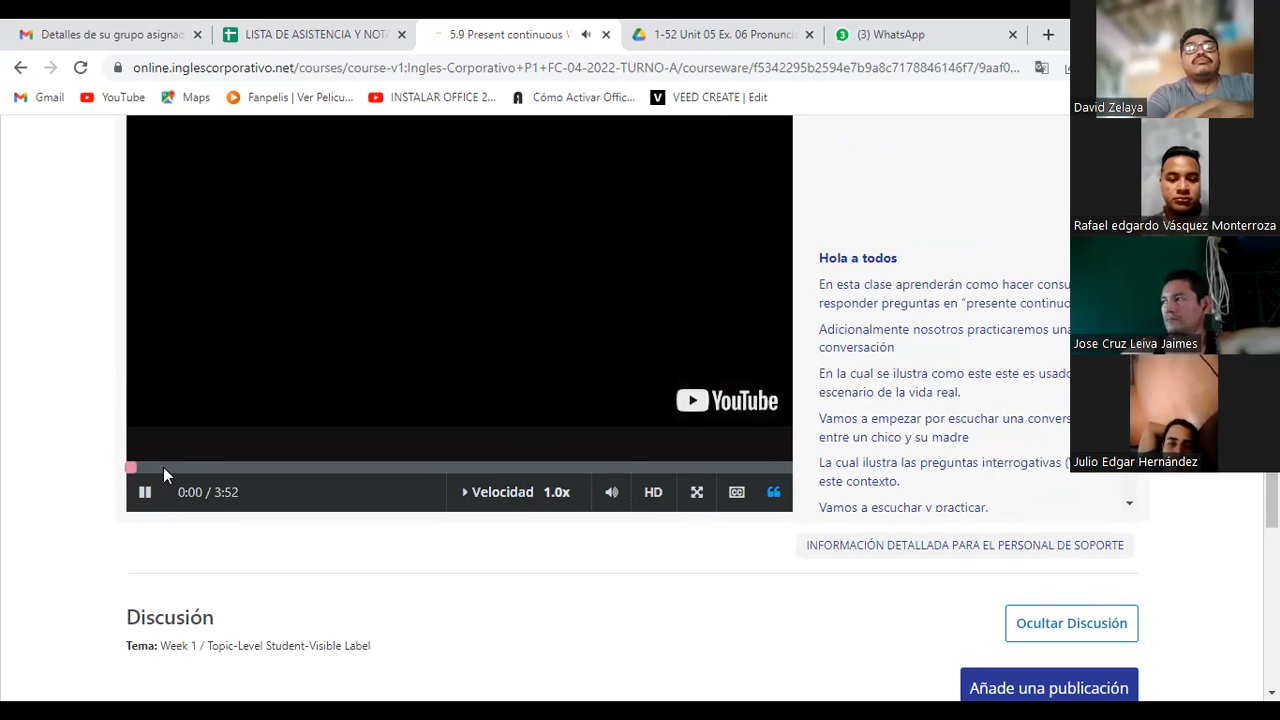 Detalles de su grupo asignac
LISTA DE ASISTENCIA Y NOTA
5.9 Present continuous
1-52 Unit 05 Ex. 06 Pronunci
(3) WhatsApp
3
online.inglescorporativo.net/courses/course-v1:Ingles-Corporativo+P1+FC-04-2022-TURNO-A/courseware/f5342295b2594e7b9a8c7178846146f7/9aaf0...
Gmail
YouTube
Maps
Fanpelis | Ver Pelicu...
INSTALAR OFFICE 2...
Cómo Activar Ofic...
VEED CREATE | Edit
David Zelaya
Rafael edgardo Vásquez Monterroza
Jose Cruz Leiva Jaimes
Julio Edgar Hernández
YouTube
0:00 / 3:52
Velocidad 1.0x
HD
Hola a todos
En esta clase aprenderán como hacer consu
responder preguntas en “presente continuo
Adicionalmente nosotros practicaremos una
conversación
En la cual se ilustra como este este es usado
escenario de la vida real.
Vamos a empezar por escuchar una convers
entre un chico y su madre
La cual ilustra las preguntas interrogativas (
este contexto.
Vamos a escuchar y practicar.
INFORMACIÓN DETALLADA PARA EL PERSONAL DE SOPORTE
Discusión
Ocultar Discusión
Tema: Week 1 / Topic-Level Student-Visible Label
Añade una publicación